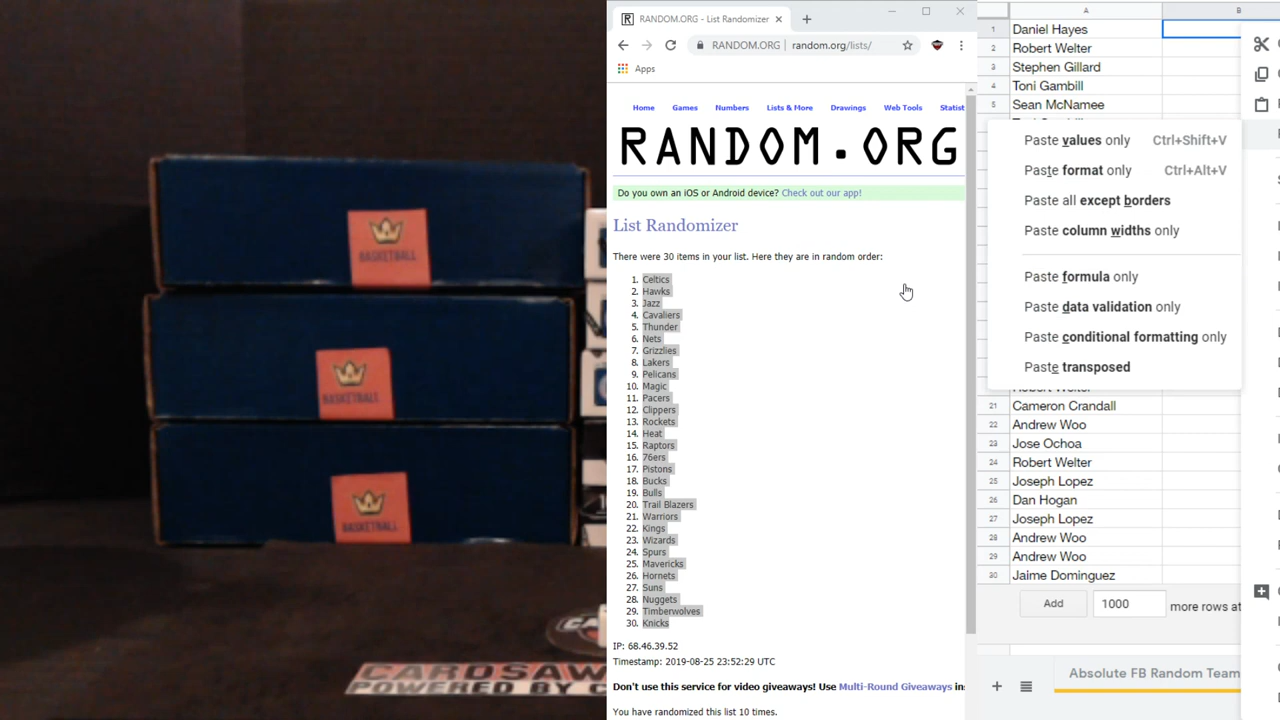 BASKETBALL
BASKETBALL
BASKETBALL
CARDSAW
POWERED BY C
RANDOM.ORG - List Randomizer
RANDOM.ORG
random.org/lists/
Apps
Home
Games
Numbers
Lists & More
Drawings
Web Tools
Statist
RANDOM.ORG
Do you own an iOS or Android device? Check out our app!
List Randomizer
There were 30 items in your list. Here they are in random order:
1. Celtics
2. Hawks
3. Jazz
4. Cavaliers
5. Thunder
6. Nets
7. Grizzlies
8. Lakers
9. Pelicans
10. Magic
11. Pacers
12. Clippers
13. Rockets
14. Heat
15. Raptors
16. 76ers
17. Pistons
18. Bucks
19. Bulls
20. Trail Blazers
21. Warriors
22. Kings
23. Wizards
24. Spurs
25. Mavericks
26. Hornets
27. Suns
28. Nuggets
29. Timberwolves
30. Knicks
IP: 68.46.39.52
Timestamp: 2019-08-25 23:52:29 UTC
Don't use this service for video giveaways! Use Multi-Round Giveaways in
You have randomized this list 10 times.
A B
1 Daniel Hayes
2 Robert Welter
3 Stephen Gillard
4 Toni Gambill
5 Sean McNamee
Paste values only Ctrl+Shift+V
Paste format only Ctrl+Alt+V
Paste all except borders
Paste column widths only
Paste formula only
Paste data validation only
Paste conditional formatting only
Paste transposed
21 Cameron Crandall
22 Andrew Woo
23 Jose Ochoa
24 Robert Welter
25 Joseph Lopez
26 Dan Hogan
27 Joseph Lopez
28 Andrew Woo
29 Andrew Woo
30 Jaime Dominguez
Add 1000 more rows at
Absolute FB Random Team